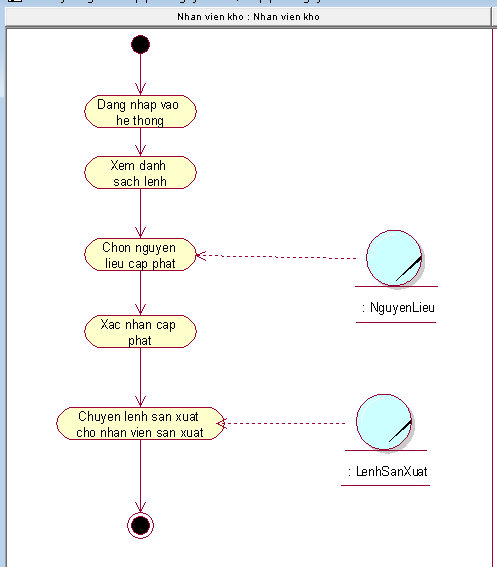 Nhan vien kho : Nhan vien kho
Dang nhap vao
he thong
Xem danh
sach lenh
Chon nguyen
lieu cap phat
: NguyenLieu
Xac nhan cap
phat
Chuyen lenh san xuat
cho nhan vien san xuat
: LenhSanXuat